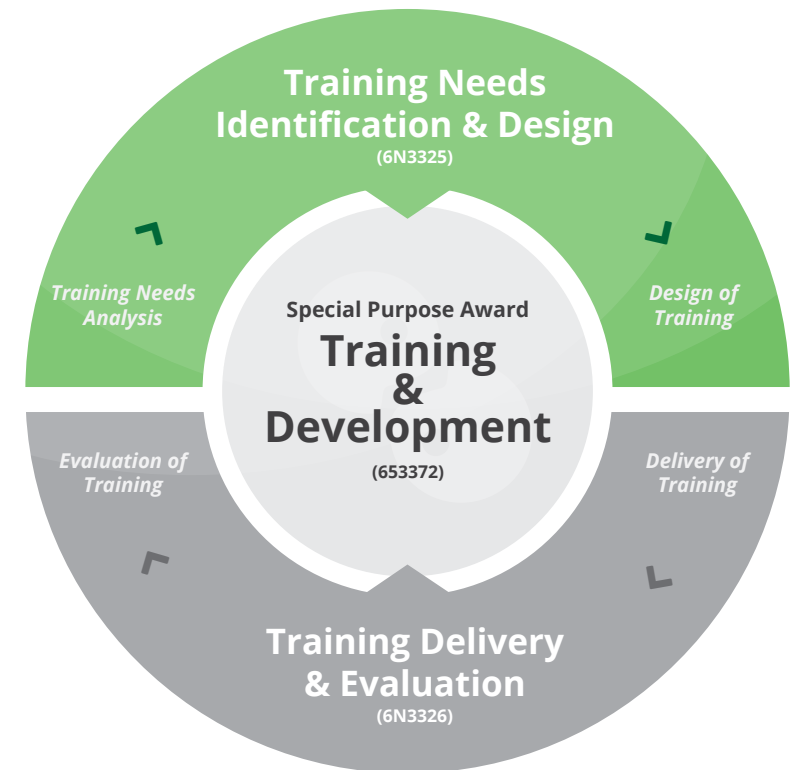 Training Needs
Identification & Design
(6N3325)
Training Needs
Analysis
Design of
Training
Special Purpose Award
Training
&
Development
(653372)
Evaluation of
Training
Delivery of
Training
Training Delivery
& Evaluation
(6N3326)